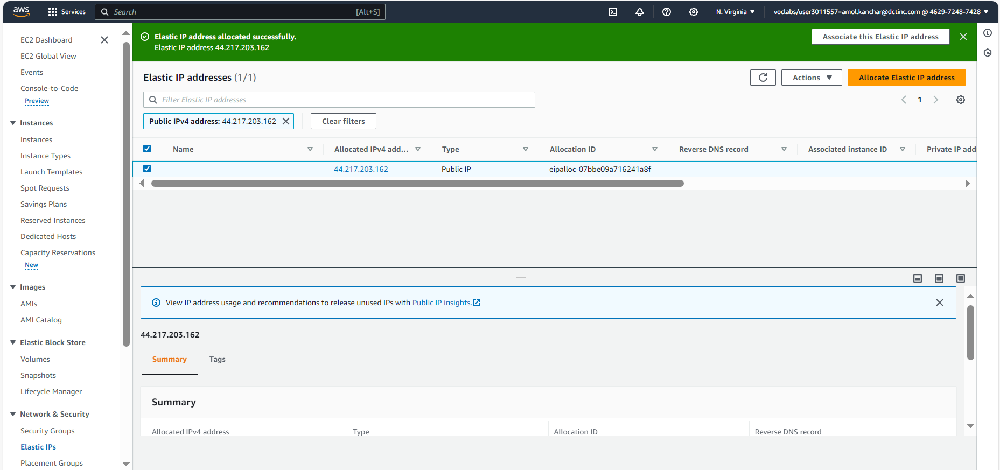 aws
Services
Search
[Alt+S]
N. Virginia
voclabs/user3011557=amol.kanchar@dctinc.com @ 4629-7248-7428
EC2 Dashboard
EC2 Global View
Events
Console-to-Code
Preview
Instances
Instances
Instance Types
Launch Templates
Spot Requests
Savings Plans
Reserved Instances
Dedicated Hosts
Capacity Reservations
New
Images
AMIs
AMI Catalog
Elastic Block Store
Volumes
Snapshots
Lifecycle Manager
Network & Security
Security Groups
Elastic IPs
Placement Groups
Elastic IP address allocated successfully.
Elastic IP address 44.217.203.162
Associate this Elastic IP address
Elastic IP addresses (1/1)
Actions
Allocate Elastic IP address
Filter Elastic IP addresses
1
Public IPv4 address: 44.217.203.162
Clear filters
Name Allocated IPv4 add... Type Allocation ID Reverse DNS record Associated instance ID Private IP add
– 44.217.203.162 Public IP eipalloc-07bbe09a716241a8f – – –
View IP address usage and recommendations to release unused IPs with Public IP insights.
44.217.203.162
Summary Tags
Summary
Allocated IPv4 address Type Allocation ID Reverse DNS record